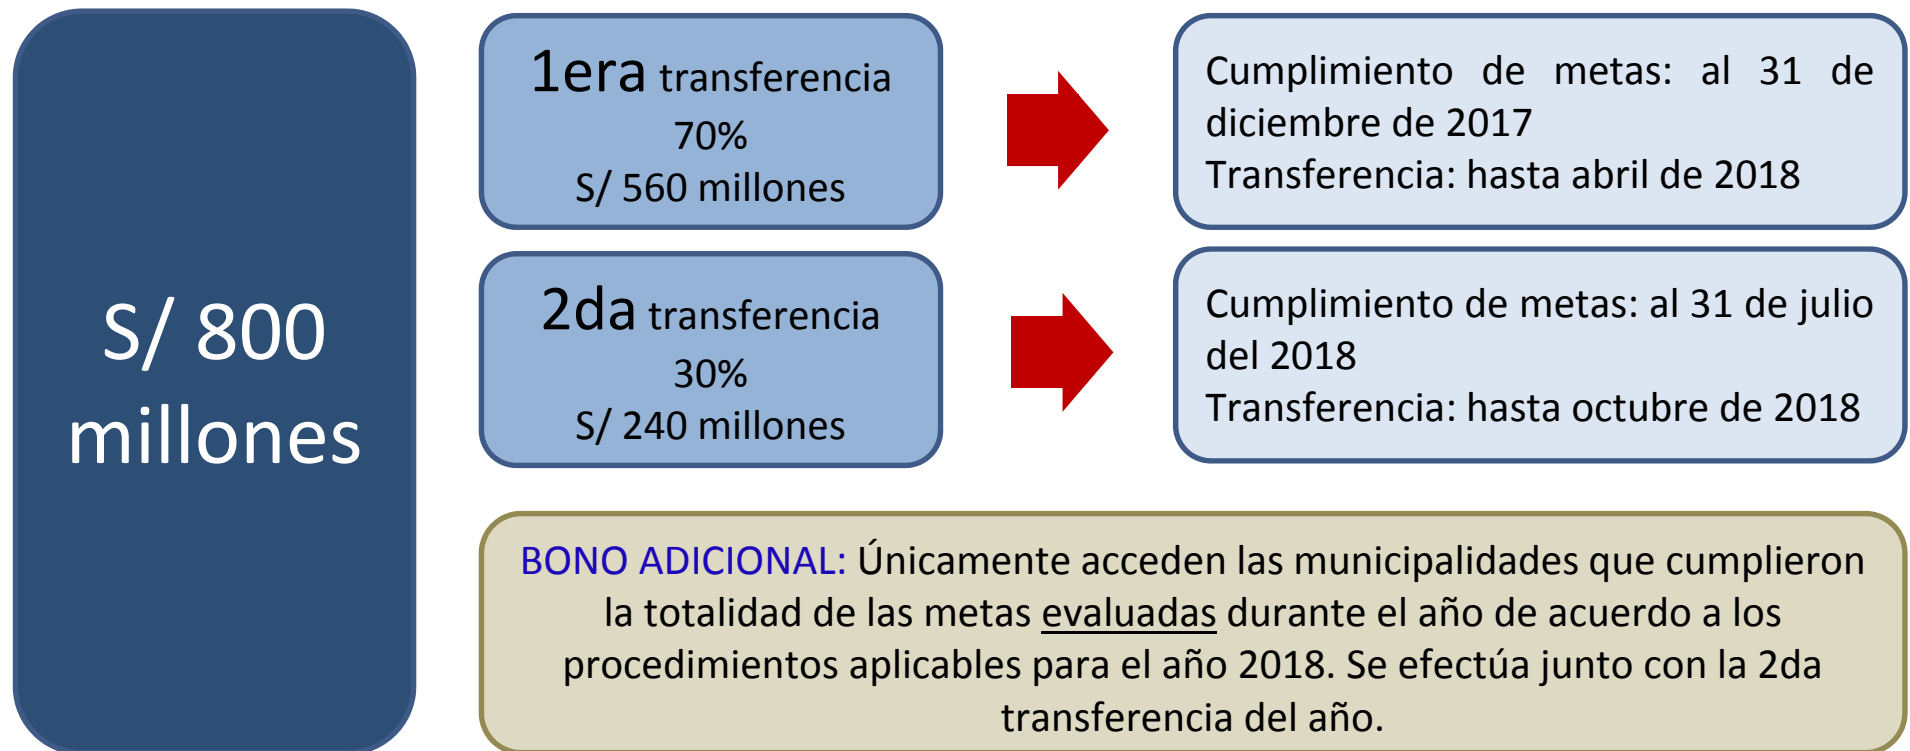 S/ 800
millones
1era transferencia
70%
S/ 560 millones
Cumplimiento de metas: al 31 de
diciembre de 2017
Transferencia: hasta abril de 2018
2da transferencia
30%
S/ 240 millones
Cumplimiento de metas: al 31 de julio
del 2018
Transferencia: hasta octubre de 2018
BONO ADICIONAL: Únicamente acceden las municipalidades que cumplieron
la totalidad de las metas evaluadas durante el año de acuerdo a los
procedimientos aplicables para el año 2018. Se efectúa junto con la 2da
transferencia del año.